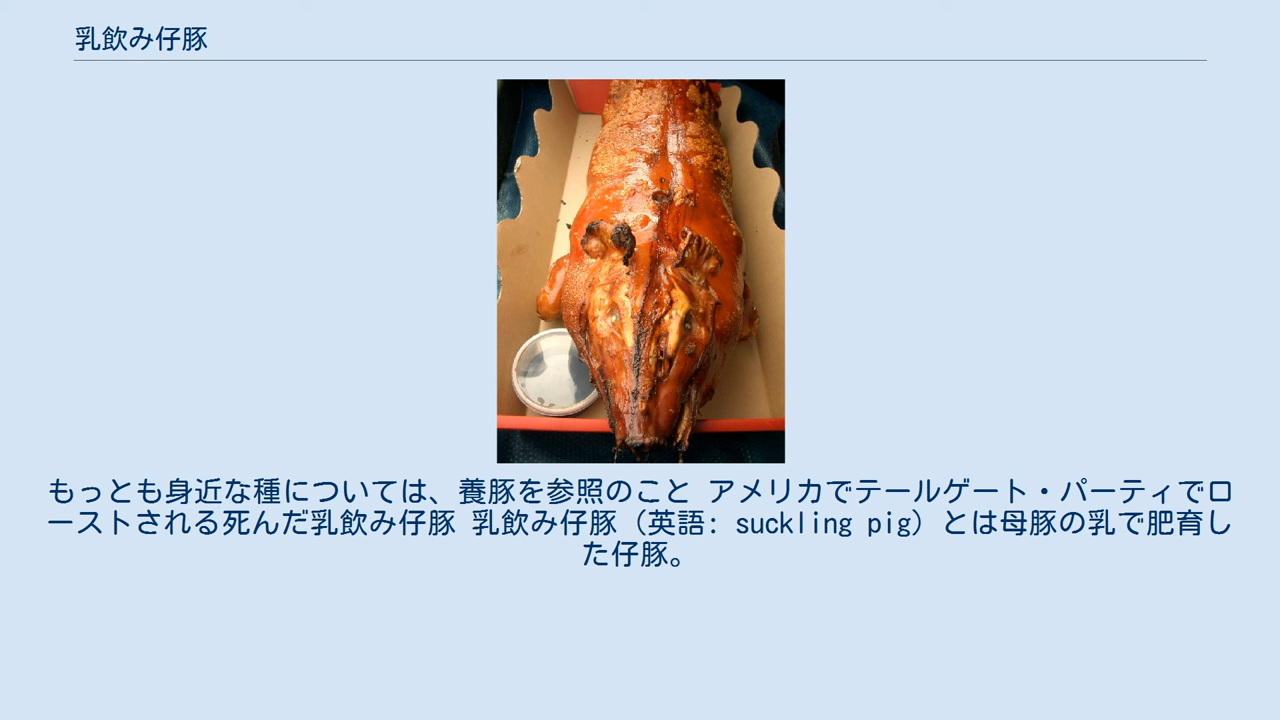 乳飲み仔豚
もっとも身近な種については、養豚を参照のこと アメリカでテールゲート・パーティでロ
ーストされる死んだ乳飲み仔豚 乳飲み仔豚（英語: suckling pig）とは母豚の乳で肥育し
た仔豚。